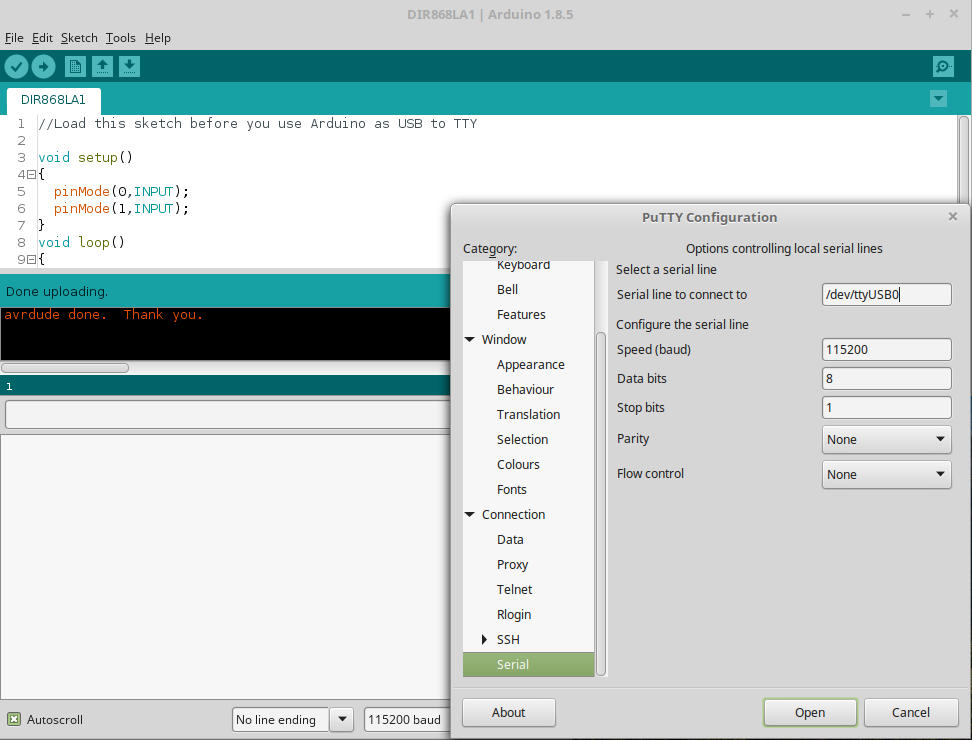 DIR868LA1 | Arduino 1.8.5
File Edit Sketch Tools Help
DIR868LA1
1 //Load this sketch before you use Arduino as USB to TTY
2
3 void setup()
4 {
5 pinMode(0,INPUT);
6 pinMode(1,INPUT);
7 }
8 void loop()
9 {
Done uploading.
avrdude done.  Thank you.
1
Autoscroll
No line ending
115200 baud
PuTTY Configuration
Category:
Keyboard
Bell
Features
Window
Appearance
Behaviour
Translation
Selection
Colours
Fonts
Connection
Data
Proxy
Telnet
Rlogin
SSH
Serial
Options controlling local serial lines
Select a serial line
Serial line to connect to /dev/ttyUSB0
Configure the serial line
Speed (baud) 115200
Data bits 8
Stop bits 1
Parity None
Flow control None
About Open Cancel